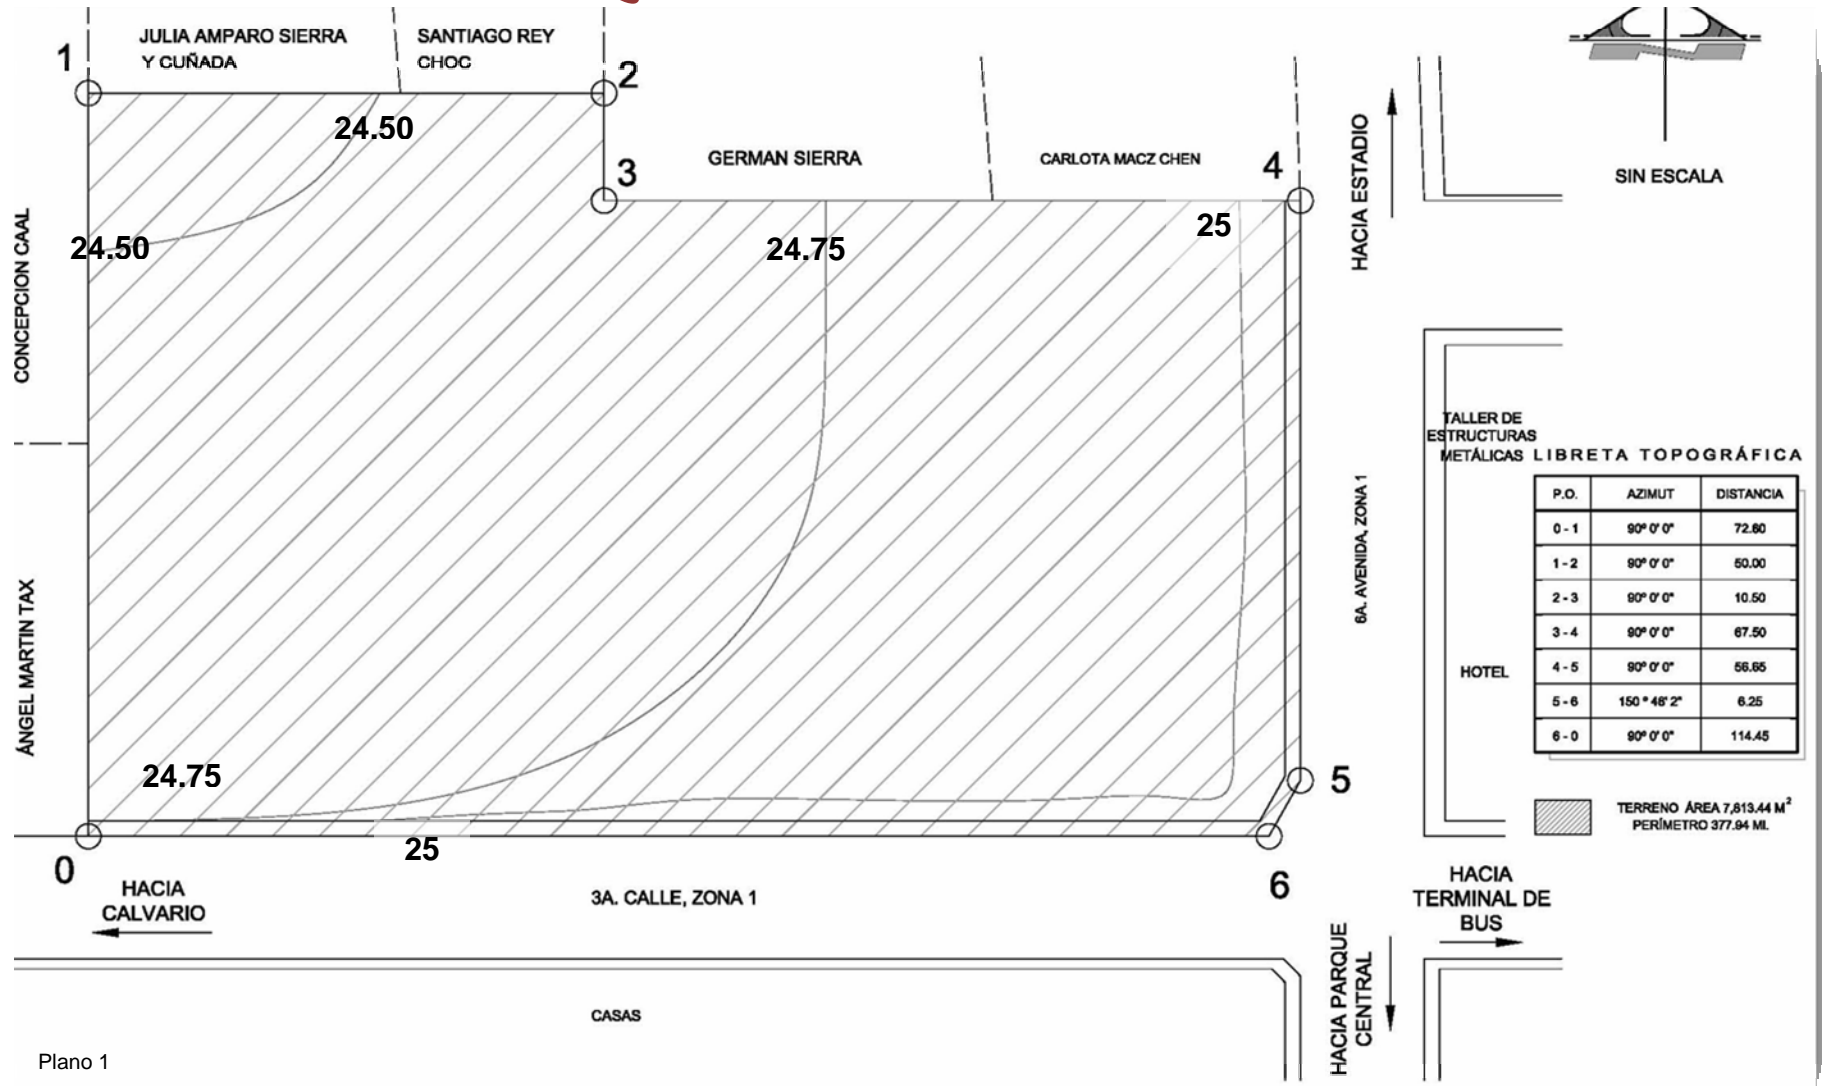 JULIA AMPARO SIERRA
Y CUÑADA
SANTIAGO REY
CHOC
1
2
24.50
3
GERMAN SIERRA
CARLOTA MACZ CHEN
4
HACIA ESTADIO
SIN ESCALA
24.50
24.75
25
CONCEPCION CAAL
ÁNGEL MARTIN TAX
6A. AVENIDA, ZONA 1
TALLER DE
ESTRUCTURAS
METÁLICAS
HOTEL
LIBRETA TOPOGRÁFICA
P.O. AZIMUT DISTANCIA
0 - 1 90º 0' 0" 72.60
1 - 2 90º 0' 0" 50.00
2 - 3 90º 0' 0" 10.50
3 - 4 90º 0' 0" 67.50
4 - 5 90º 0' 0" 56.65
5 - 6 150 º 46' 2" 6.25
6 - 0 90º 0' 0" 114.45
TERRENO ÁREA 7,613.44 M²
PERÍMETRO 377.94 Ml.
24.75
5
0
25
6
HACIA
CALVARIO
3A. CALLE, ZONA 1
HACIA
TERMINAL DE
BUS
HACIA PARQUE
CENTRAL
CASAS
Plano 1